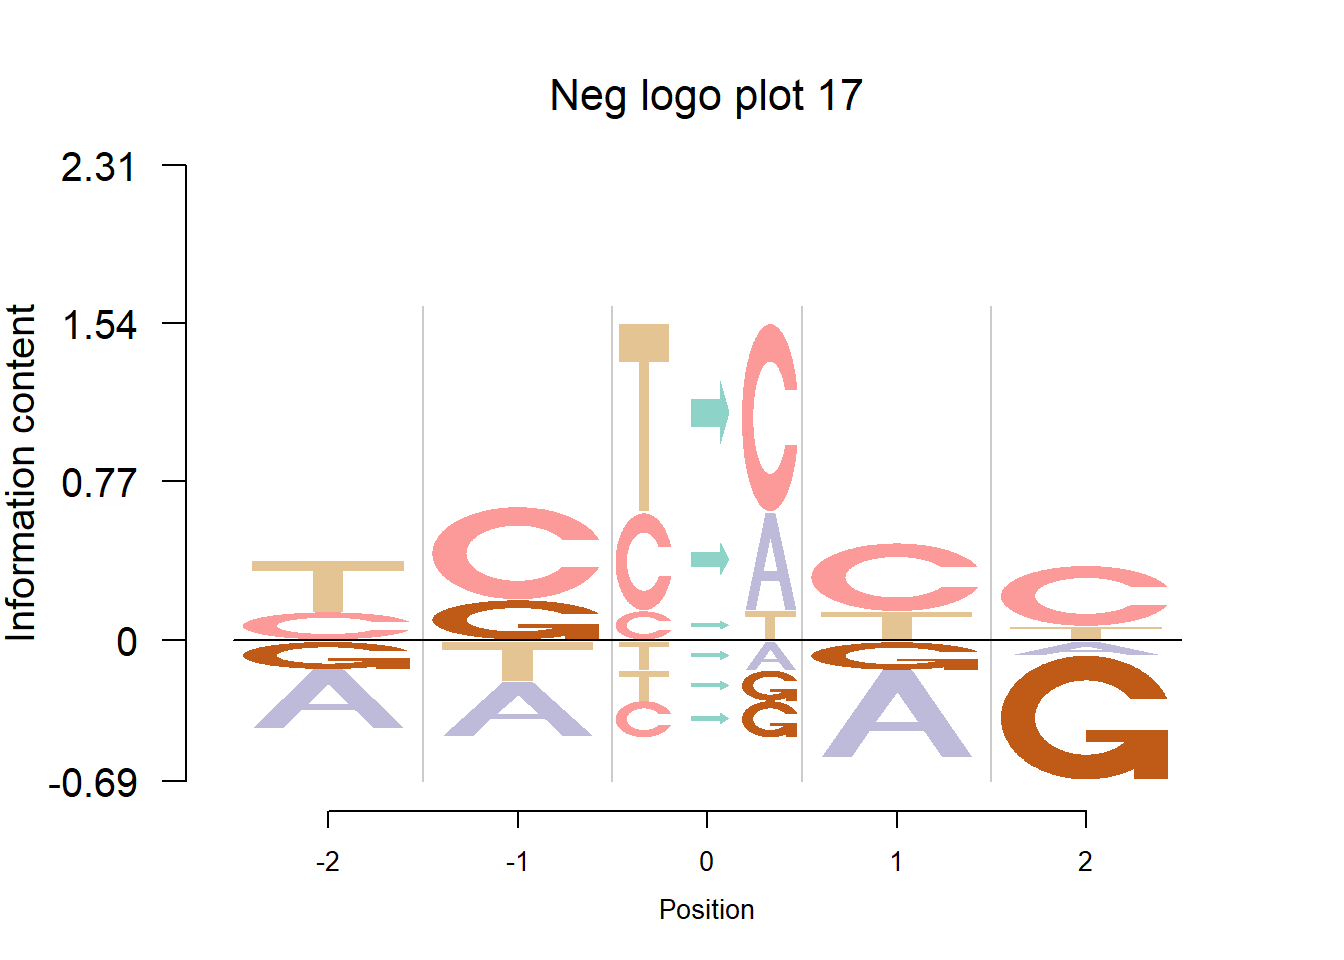 Neg logo plot 17
Information content
2.31
1.54
0.77
0
-0.69
T C G A
C G T A
T C C T T C
C A T A G G
C T G A
C T A G
-2 -1 0 1 2
Position